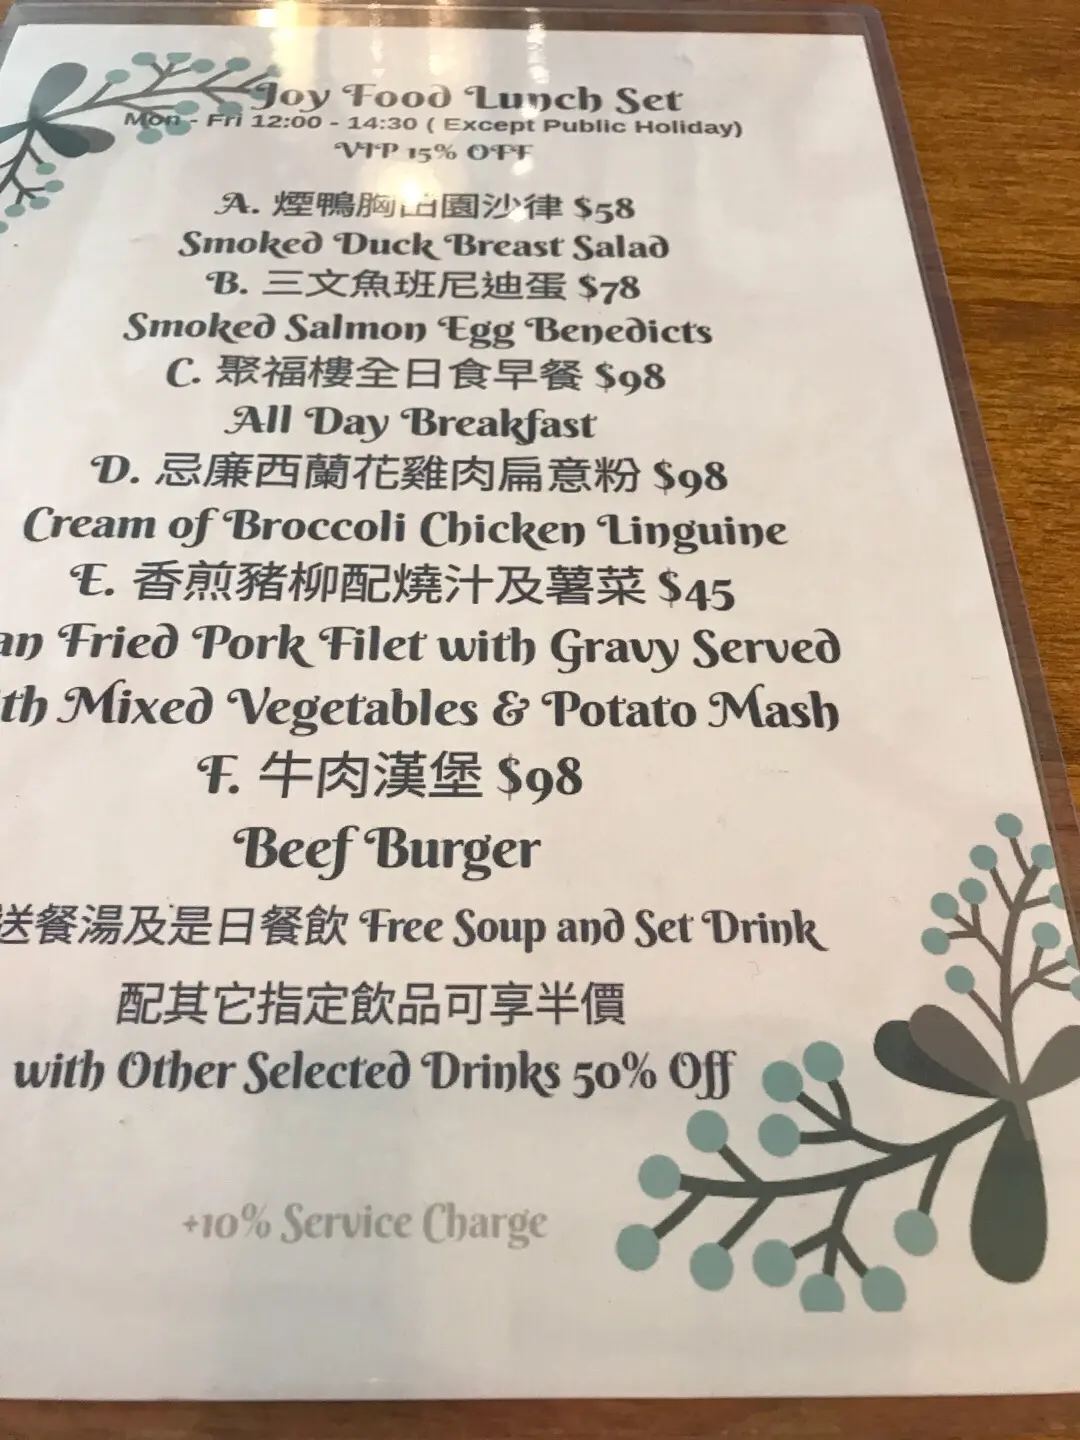 Joy Food Lunch Set
Mon - Fri 12:00 - 14:30 ( Except Public Holiday)
VIP 15% OFF
A. 煙鴨胸田園沙律 $58
Smoked Duck Breast Salad
B. 三文魚班尼迪蛋 $78
Smoked Salmon Egg Benedicts
C. 聚福樓全日食早餐 $98
All Day Breakfast
D. 忌廉西蘭花雞肉扁意粉 $98
Cream of Broccoli Chicken Linguine
E. 香煎豬柳配燒汁及薯菜 $45
an Fried Pork Filet with Gravy Served
th Mixed Vegetables & Potato Mash
F. 牛肉漢堡 $98
Beef Burger
送餐湯及是日餐飲 Free Soup and Set Drink
配其它指定飲品可享半價
with Other Selected Drinks 50% Off
+10% Service Charge